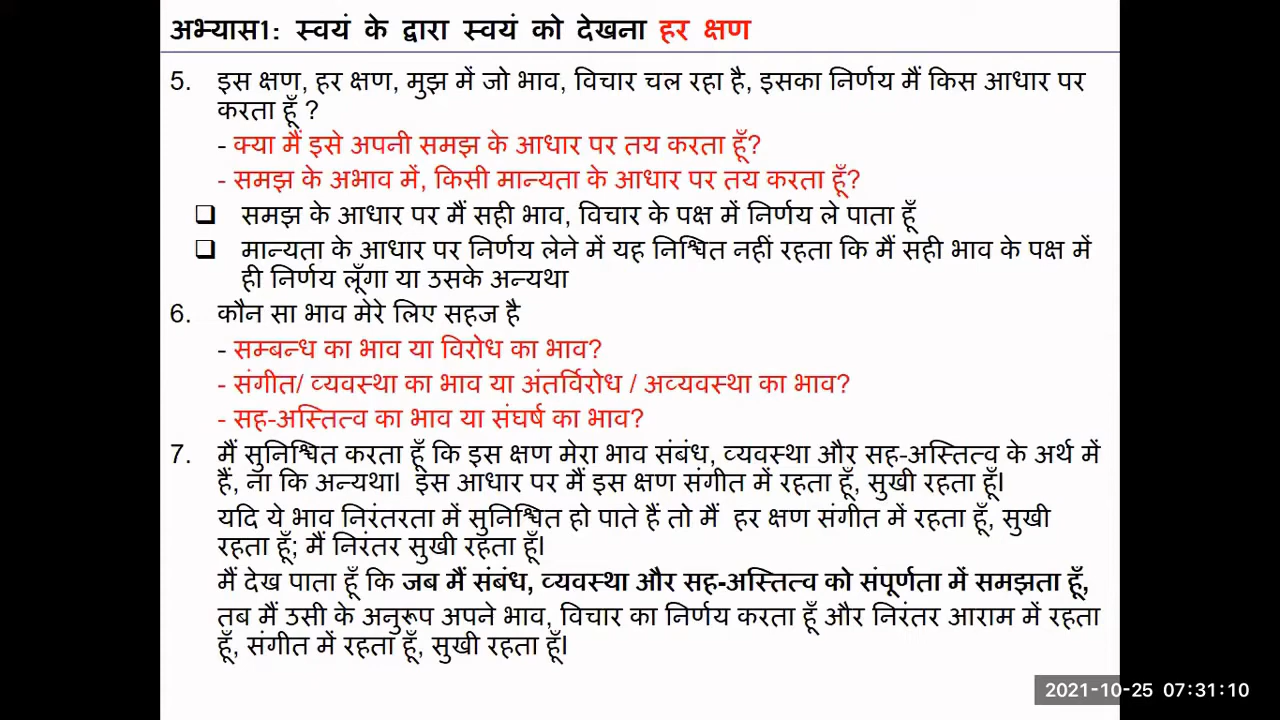 अभ्यास1: स्वयं के द्वारा स्वयं को देखना हर क्षण
5. इस क्षण, हर क्षण, मुझ में जो भाव, विचार चल रहा है, इसका निर्णय मैं किस आधार पर
करता हूँ ?
- क्या मैं इसे अपनी समझ के आधार पर तय करता हूँ?
- समझ के अभाव में, किसी मान्यता के आधार पर तय करता हूँ?
❑ समझ के आधार पर मैं सही भाव, विचार के पक्ष में निर्णय ले पाता हूँ
❑ मान्यता के आधार पर निर्णय लेने में यह निश्चित नहीं रहता कि मैं सही भाव के पक्ष में
ही निर्णय लूँगा या उसके अन्यथा
6. कौन सा भाव मेरे लिए सहज है
- सम्बन्ध का भाव या विरोध का भाव?
- संगीत/ व्यवस्था का भाव या अंतर्विरोध / अव्यवस्था का भाव?
- सह-अस्तित्व का भाव या संघर्ष का भाव?
7. मैं सुनिश्चित करता हूँ कि इस क्षण मेरा भाव संबंध, व्यवस्था और सह-अस्तित्व के अर्थ में
हैं, ना कि अन्यथा। इस आधार पर मैं इस क्षण संगीत में रहता हूँ, सुखी रहता हूँ।
यदि ये भाव निरंतरता में सुनिश्चित हो पाते हैं तो मैं हर क्षण संगीत में रहता हूँ, सुखी
रहता हूँ; मैं निरंतर सुखी रहता हूँ।
मैं देख पाता हूँ कि जब मैं संबंध, व्यवस्था और सह-अस्तित्व को संपूर्णता में समझता हूँ,
तब मैं उसी के अनुरूप अपने भाव, विचार का निर्णय करता हूँ और निरंतर आराम में रहता
हूँ, संगीत में रहता हूँ, सुखी रहता हूँ।
2021-10-25 07:31:10